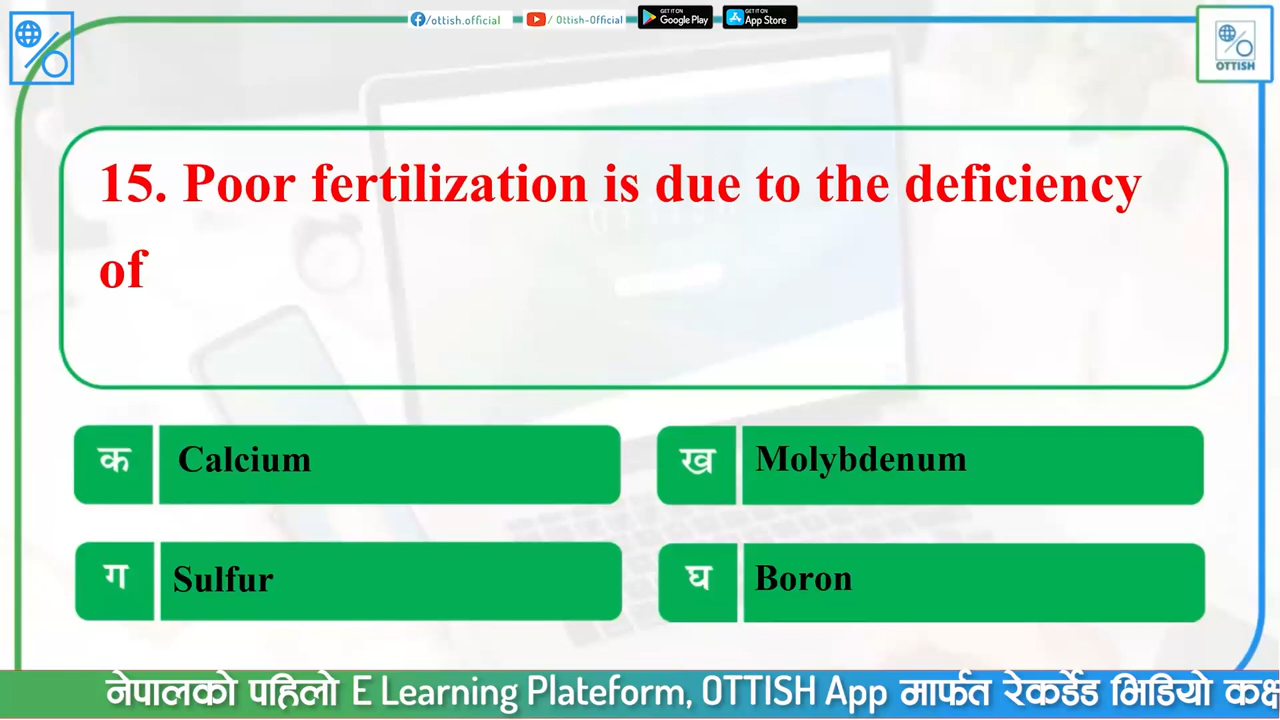 /ottish.official
/ Ottish-Official
GET IT ON
Google Play
GET IT ON
App Store
OTTISH
15. Poor fertilization is due to the deficiency
of
क Calcium
ख Molybdenum
ग Sulfur
घ Boron
नेपालको पहिलो E Learning Plateform, OTTISH App मार्फत रेकर्डेड भिडियो कक्ष